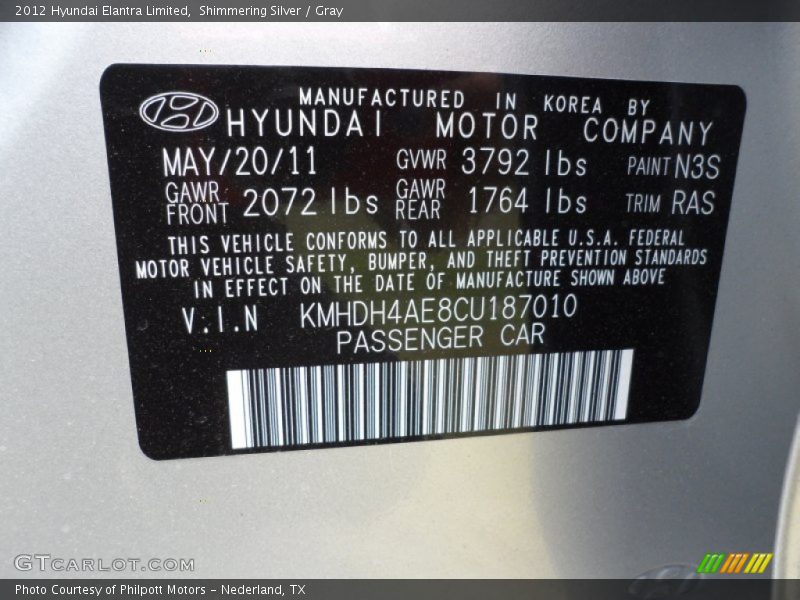 2012 Hyundai Elantra Limited,  Shimmering Silver / Gray
MANUFACTURED IN KOREA BY
HYUNDAI MOTOR COMPANY
MAY/20/11 GVWR 3792 lbs PAINT N3S
GAWR FRONT 2072 lbs GAWR REAR 1764 lbs TRIM RAS
THIS VEHICLE CONFORMS TO ALL APPLICABLE U.S.A. FEDERAL
MOTOR VEHICLE SAFETY, BUMPER, AND THEFT PREVENTION STANDARDS
IN EFFECT ON THE DATE OF MANUFACTURE SHOWN ABOVE
V.I.N KMHDH4AE8CU187010
PASSENGER CAR
GTCARLOT.COM
Photo Courtesy of Philpott Motors - Nederland, TX